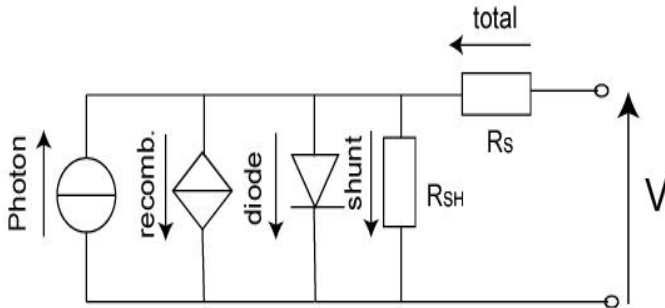 total
Photon
recomb.
diode
shunt
RSH
RS
V